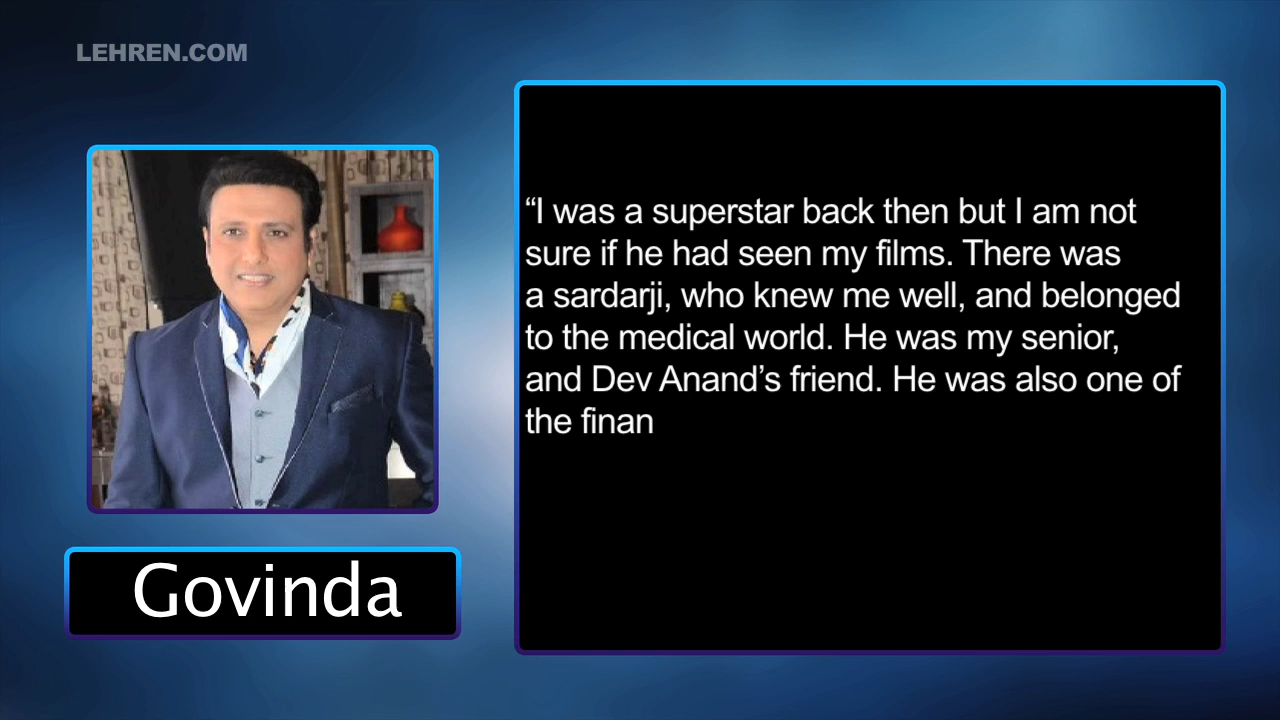 LEHREN.COM
“I was a superstar back then but I am not
sure if he had seen my films. There was
a sardarji, who knew me well, and belonged
to the medical world. He was my senior,
and Dev Anand’s friend. He was also one of
the finan
Govinda